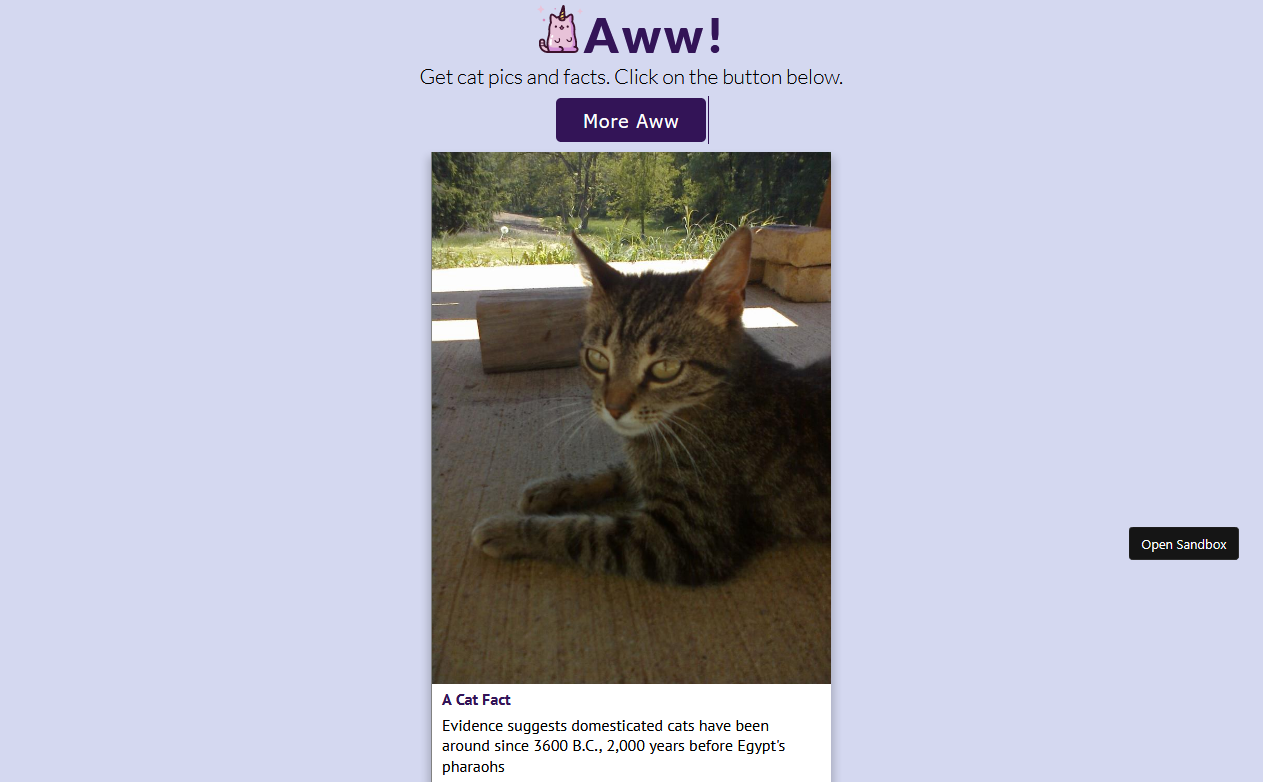 Aww!
Get cat pics and facts. Click on the button below.
More Aww
Open Sandbox
A Cat Fact
Evidence suggests domesticated cats have been
around since 3600 B.C., 2,000 years before Egypt's
pharaohs